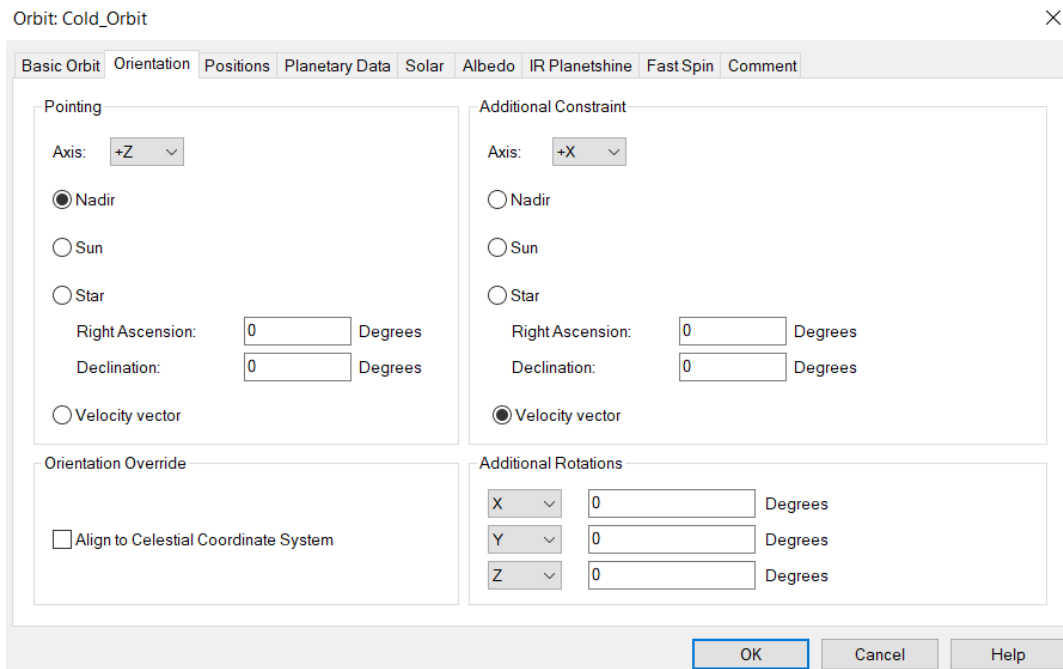 Orbit: Cold_Orbit
Basic Orbit Orientation Positions Planetary Data Solar Albedo IR Planetshine Fast Spin Comment
Pointing
Axis: +Z
Nadir
Sun
Star
Right Ascension: 0 Degrees
Declination: 0 Degrees
Velocity vector
Additional Constraint
Axis: +X
Nadir
Sun
Star
Right Ascension: 0 Degrees
Declination: 0 Degrees
Velocity vector
Orientation Override
Align to Celestial Coordinate System
Additional Rotations
X 0 Degrees
Y 0 Degrees
Z 0 Degrees
OK Cancel Help